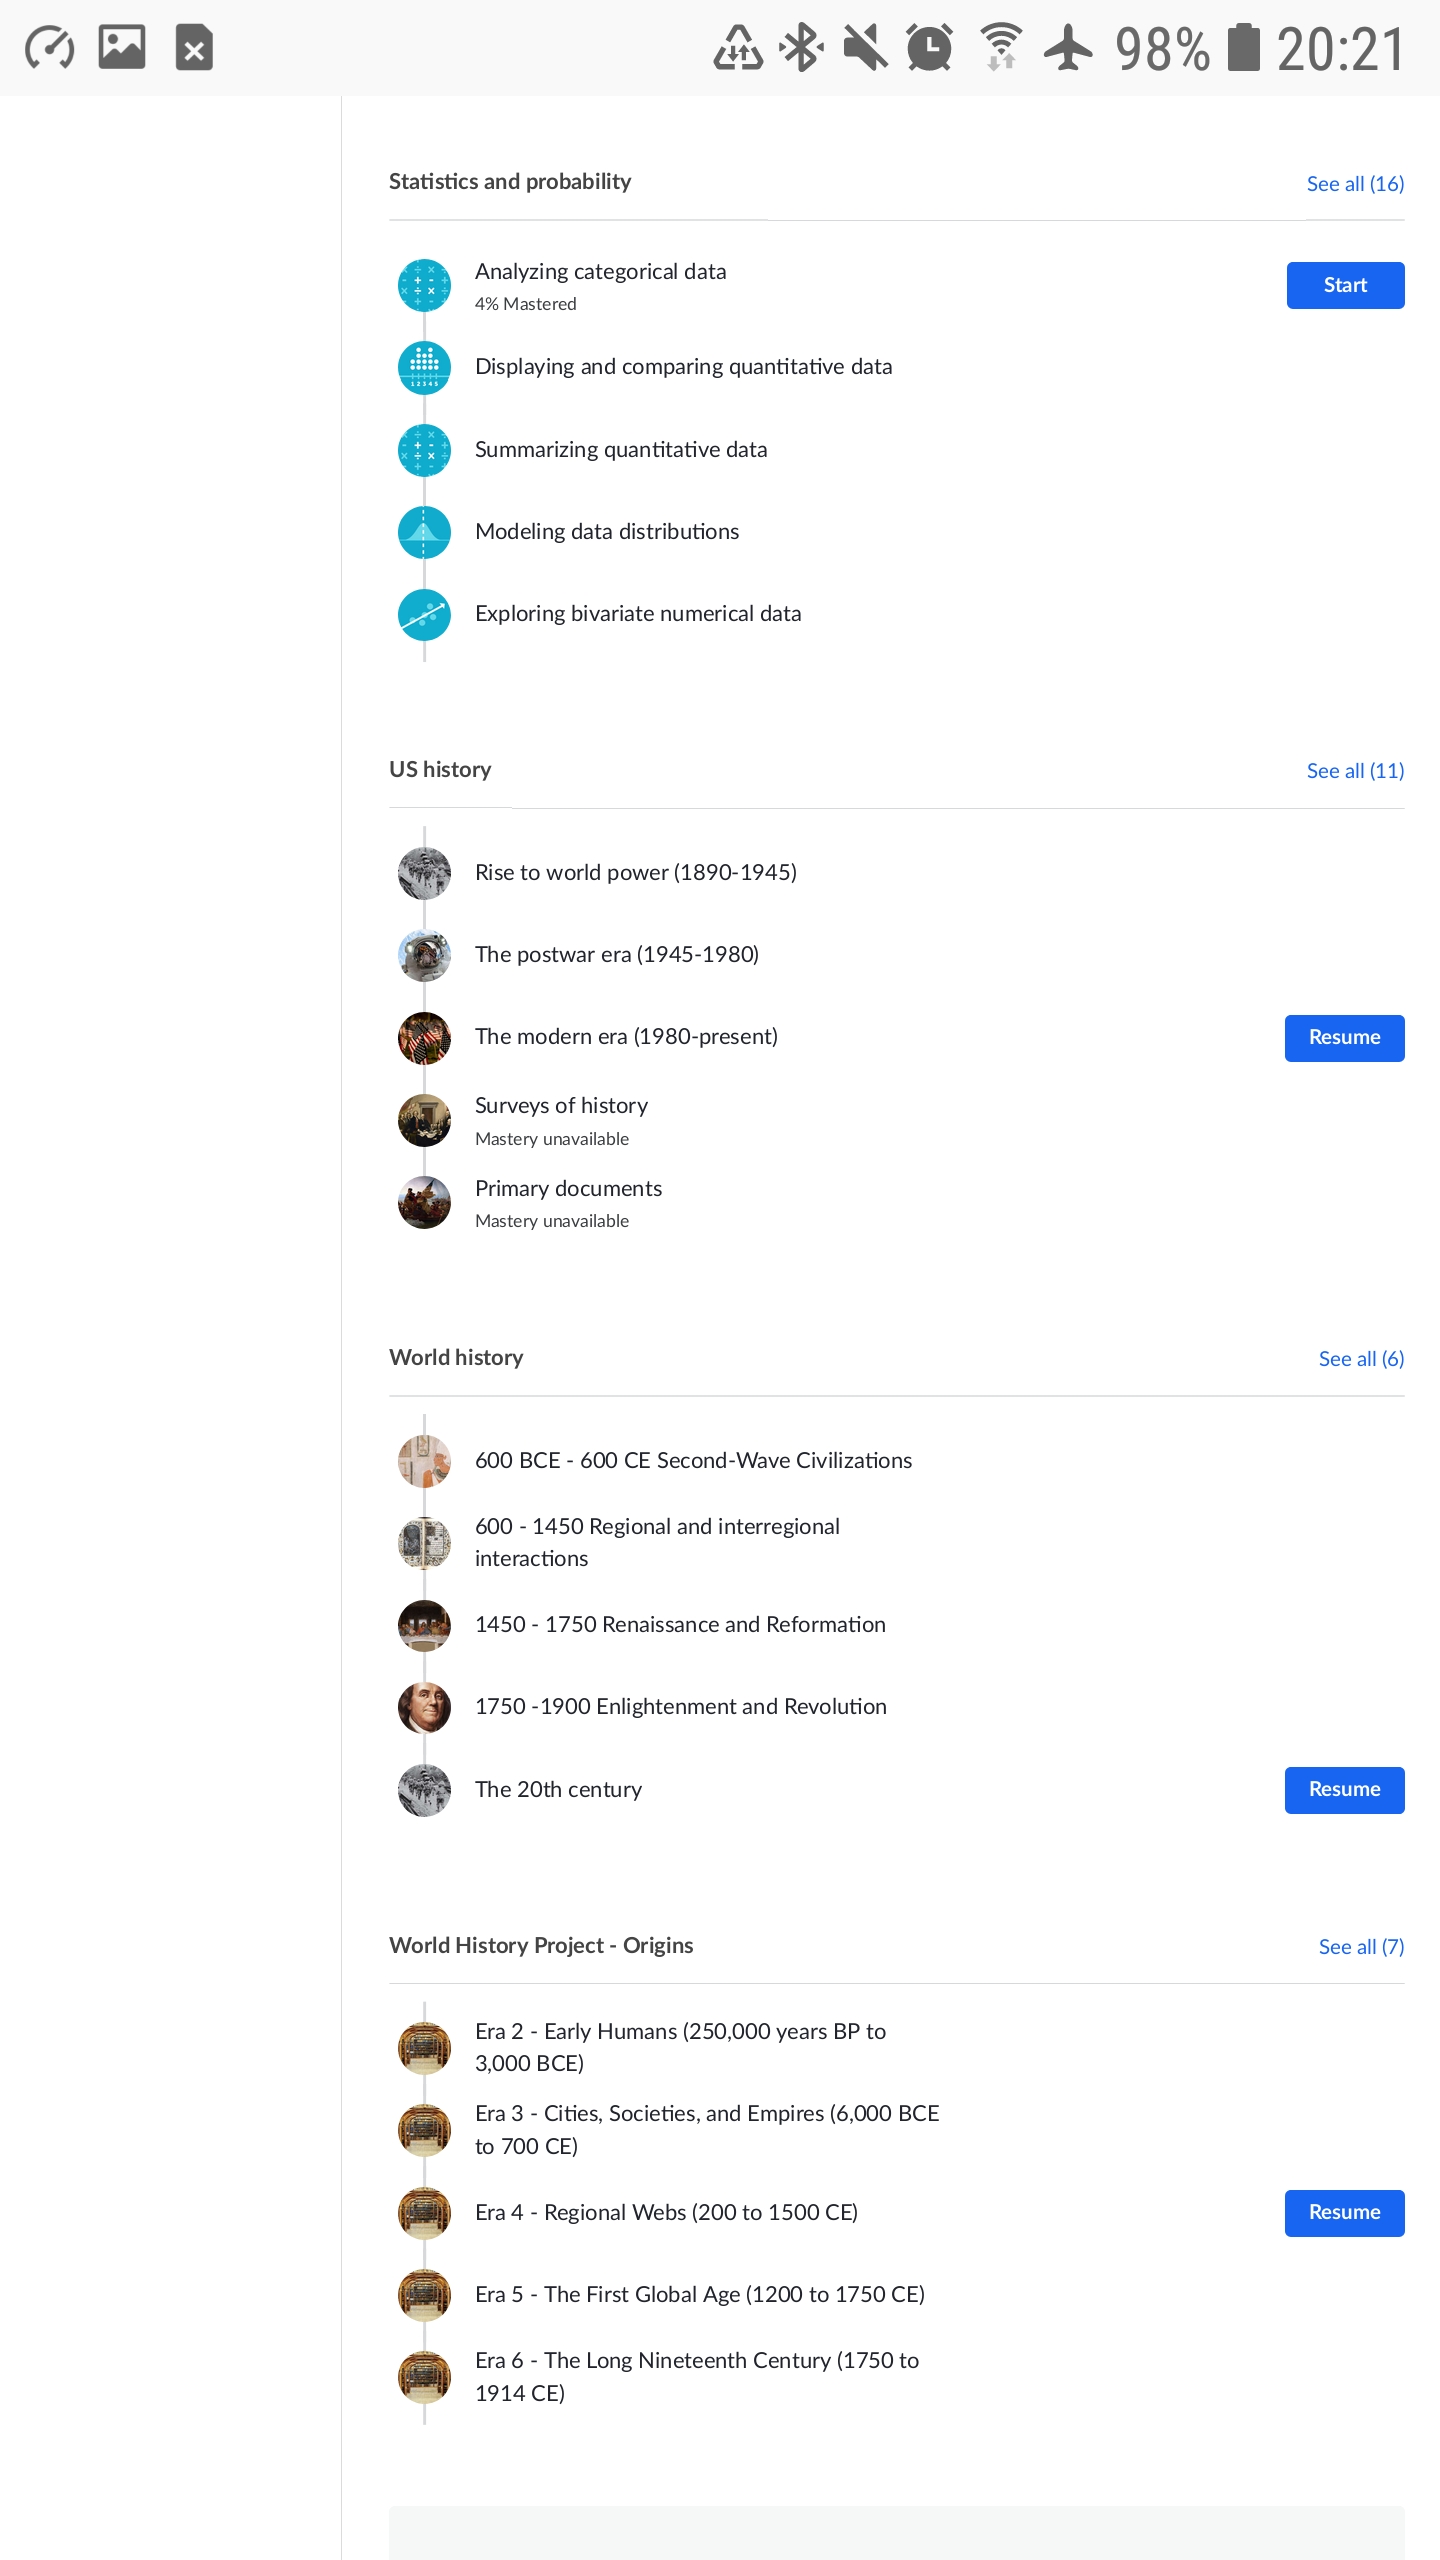 98% 20:21
Statistics and probability
See all (16)
Analyzing categorical data
4% Mastered
Start
Displaying and comparing quantitative data
1 2 3 4 5
Summarizing quantitative data
Modeling data distributions
Exploring bivariate numerical data
US history
See all (11)
Rise to world power (1890-1945)
The postwar era (1945-1980)
The modern era (1980-present)
Resume
Surveys of history
Mastery unavailable
Primary documents
Mastery unavailable
World history
See all (6)
600 BCE - 600 CE Second-Wave Civilizations
600 - 1450 Regional and interregional
interactions
1450 - 1750 Renaissance and Reformation
1750 -1900 Enlightenment and Revolution
The 20th century
Resume
World History Project - Origins
See all (7)
Era 2 - Early Humans (250,000 years BP to
3,000 BCE)
Era 3 - Cities, Societies, and Empires (6,000 BCE
to 700 CE)
Era 4 - Regional Webs (200 to 1500 CE)
Resume
Era 5 - The First Global Age (1200 to 1750 CE)
Era 6 - The Long Nineteenth Century (1750 to
1914 CE)